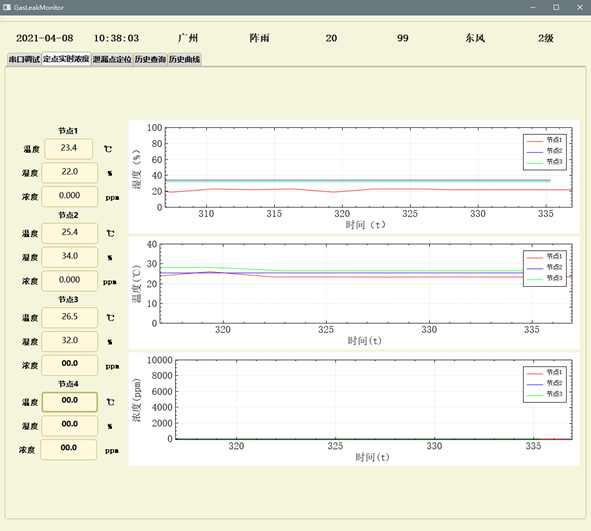 GasLeakMonitor
2021-04-08 10:38:03 广州 阵雨 20 99 东风 2级
串口调试 定点实时浓度 泄漏点定位 历史查询 历史曲线
节点1
温度 23.4 ℃
湿度 22.0 %
浓度 0.000 ppm
节点2
温度 25.4 ℃
湿度 34.0 %
浓度 0.000 ppm
节点3
温度 26.5 ℃
湿度 32.0 %
浓度 00.0 ppm
节点4
温度 00.0 ℃
湿度 00.0 %
浓度 00.0 ppm
湿度 (%)
100
80
60
40
20
0
310 315 320 325 330 335
时间 (t)
节点1
节点2
节点3
温度(℃)
40
30
20
10
0
320 325 330 335
时间(t)
节点1
节点2
节点3
浓度(ppm)
10000
8000
6000
4000
2000
0
320 325 330 335
时间(t)
节点1
节点2
节点3